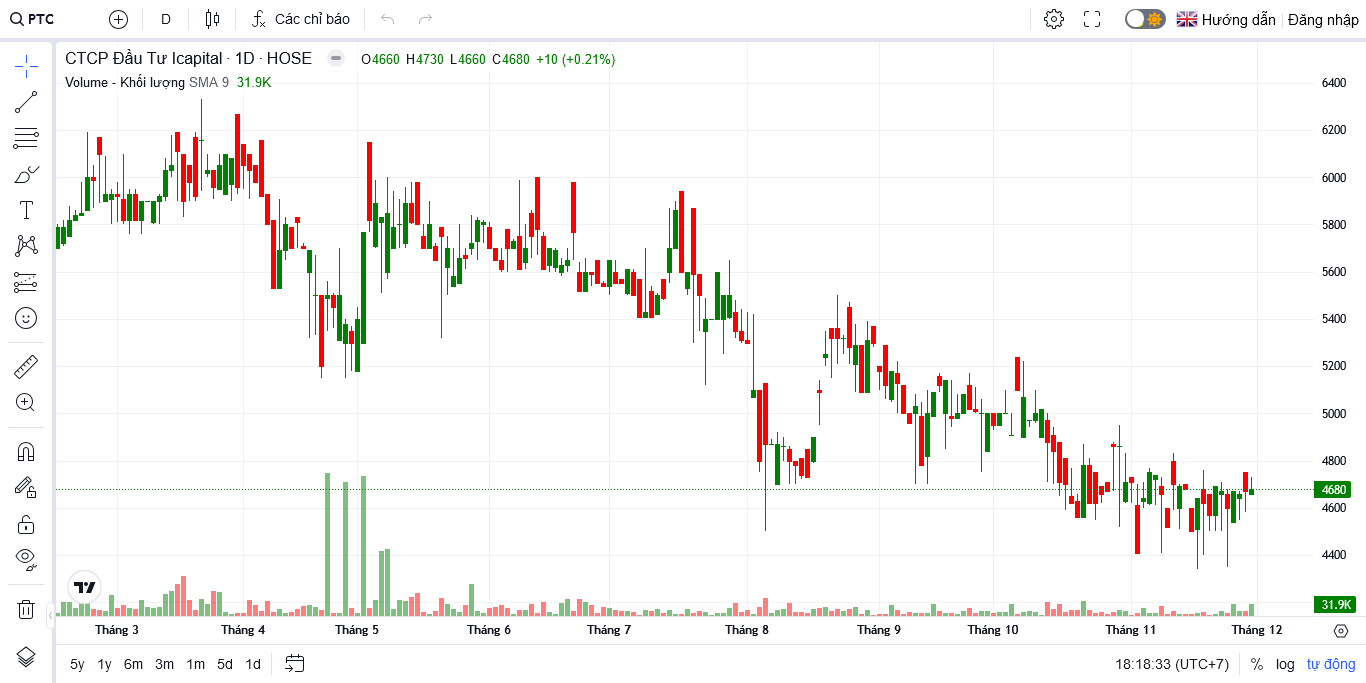 PTC D Các chỉ báo Hướng dẫn Đăng nhập
CTCP Đầu Tư Icapital · 1D · HOSE O4660 H4730 L4660 C4680 +10 (+0.21%)
Volume - Khối lượng SMA 9 31.9K
6400
6200
6000
5800
5600
5400
5200
5000
4800
4680
4600
4400
31.9K
Tháng 3 Tháng 4 Tháng 5 Tháng 6 Tháng 7 Tháng 8 Tháng 9 Tháng 10 Tháng 11 Tháng 12
5y 1y 6m 3m 1m 5d 1d 18:18:33 (UTC+7) % log tự động